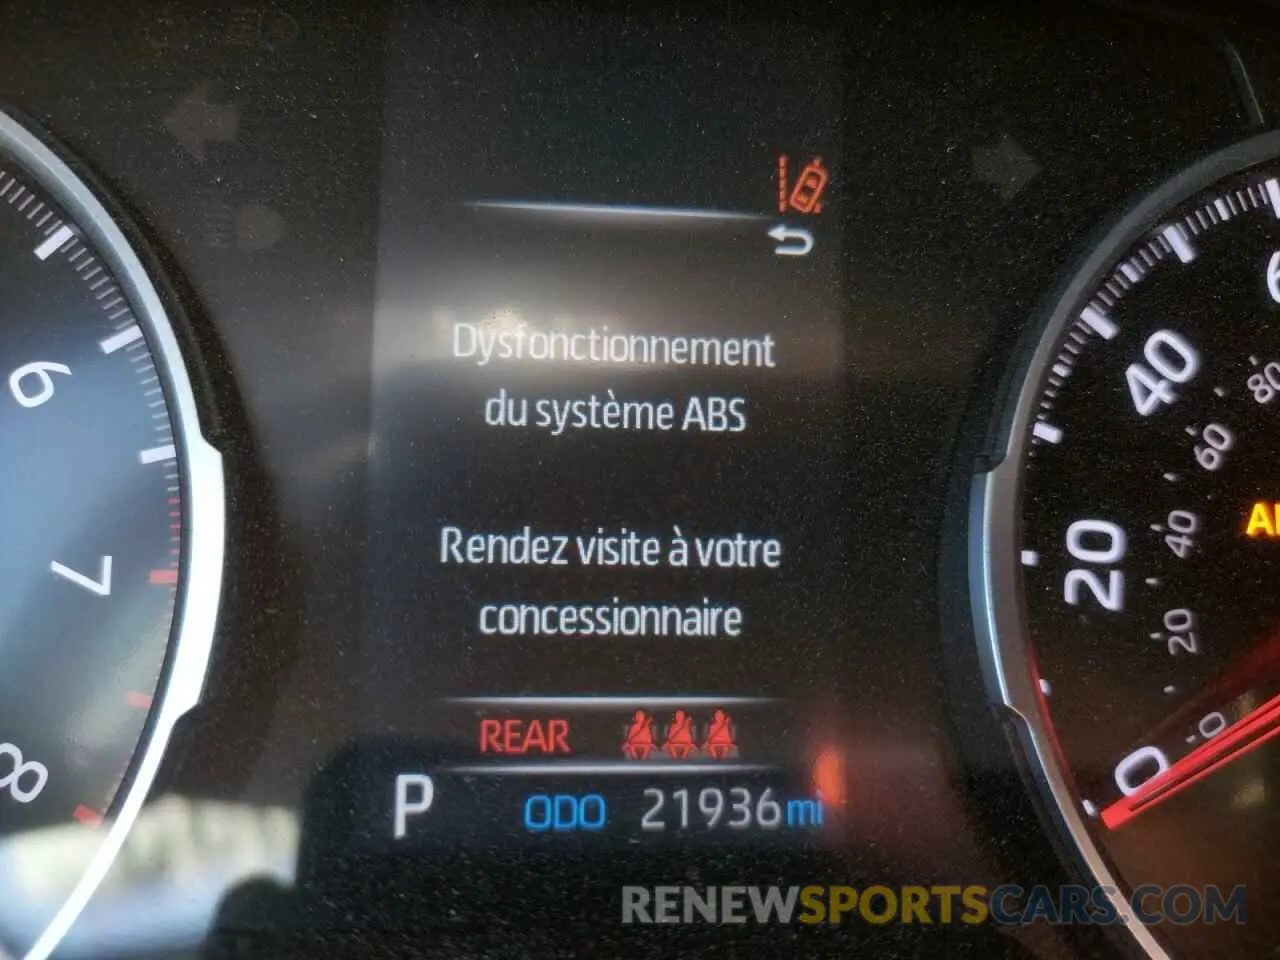 Dysfonctionnement
du système ABS
Rendez visite à votre
concessionnaire
REAR
P ODO 21936 mi
6
7
8
40
20
0
80
60
40
20
0
RENEWSPORTSCARS.COM